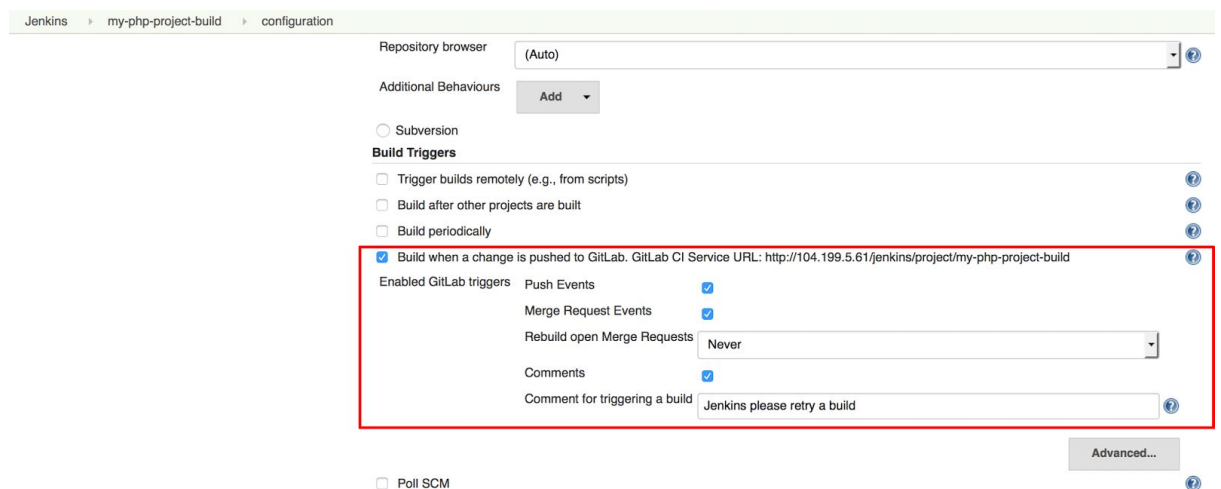 Jenkins my-php-project-build configuration
Repository browser (Auto)
Additional Behaviours Add
Subversion
Build Triggers
Trigger builds remotely (e.g., from scripts)
Build after other projects are built
Build periodically
Build when a change is pushed to GitLab. GitLab CI Service URL: http://104.199.5.61/jenkins/project/my-php-project-build
Enabled GitLab triggers Push Events
Merge Request Events
Rebuild open Merge Requests Never
Comments
Comment for triggering a build Jenkins please retry a build
Advanced...
Poll SCM